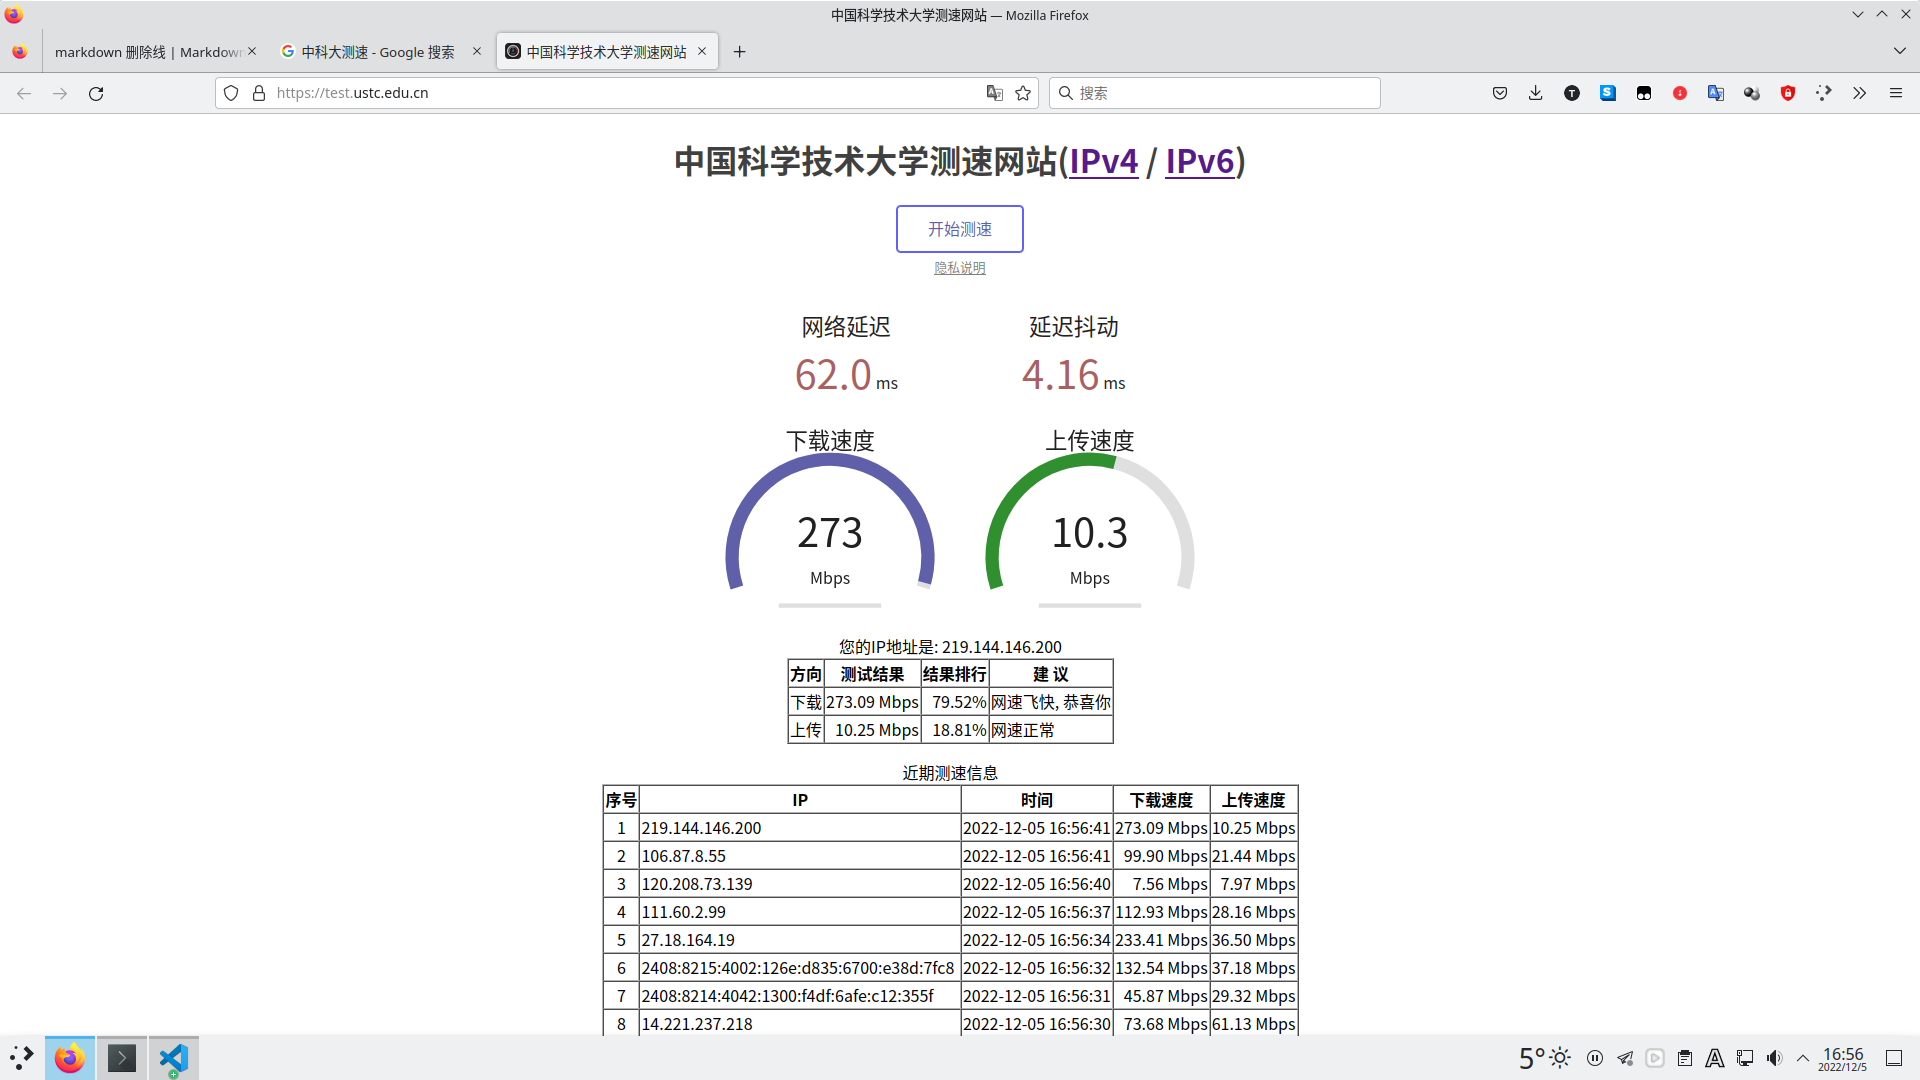 中国科学技术大学测速网站 — Mozilla Firefox
markdown 删除线 | Markdown
中科大测速 - Google 搜索
中国科学技术大学测速网站
https://test.ustc.edu.cn
搜索
中国科学技术大学测速网站(IPv4 / IPv6)
开始测速
隐私说明
网络延迟 延迟抖动
62.0 ms 4.16 ms
下载速度 上传速度
273 10.3
Mbps Mbps
您的IP地址是: 219.144.146.200
方向 测试结果 结果排行 建 议
下载 273.09 Mbps 79.52% 网速飞快, 恭喜你
上传 10.25 Mbps 18.81% 网速正常
近期测速信息
序号 IP 时间 下载速度 上传速度
1 219.144.146.200 2022-12-05 16:56:41 273.09 Mbps 10.25 Mbps
2 106.87.8.55 2022-12-05 16:56:41 99.90 Mbps 21.44 Mbps
3 120.208.73.139 2022-12-05 16:56:40 7.56 Mbps 7.97 Mbps
4 111.60.2.99 2022-12-05 16:56:37 112.93 Mbps 28.16 Mbps
5 27.18.164.19 2022-12-05 16:56:34 233.41 Mbps 36.50 Mbps
6 2408:8215:4002:126e:d835:6700:e38d:7fc8 2022-12-05 16:56:32 132.54 Mbps 37.18 Mbps
7 2408:8214:4042:1300:f4df:6afe:c12:355f 2022-12-05 16:56:31 45.87 Mbps 29.32 Mbps
8 14.221.237.218 2022-12-05 16:56:30 73.68 Mbps 61.13 Mbps
5° 16:56
2022/12/5